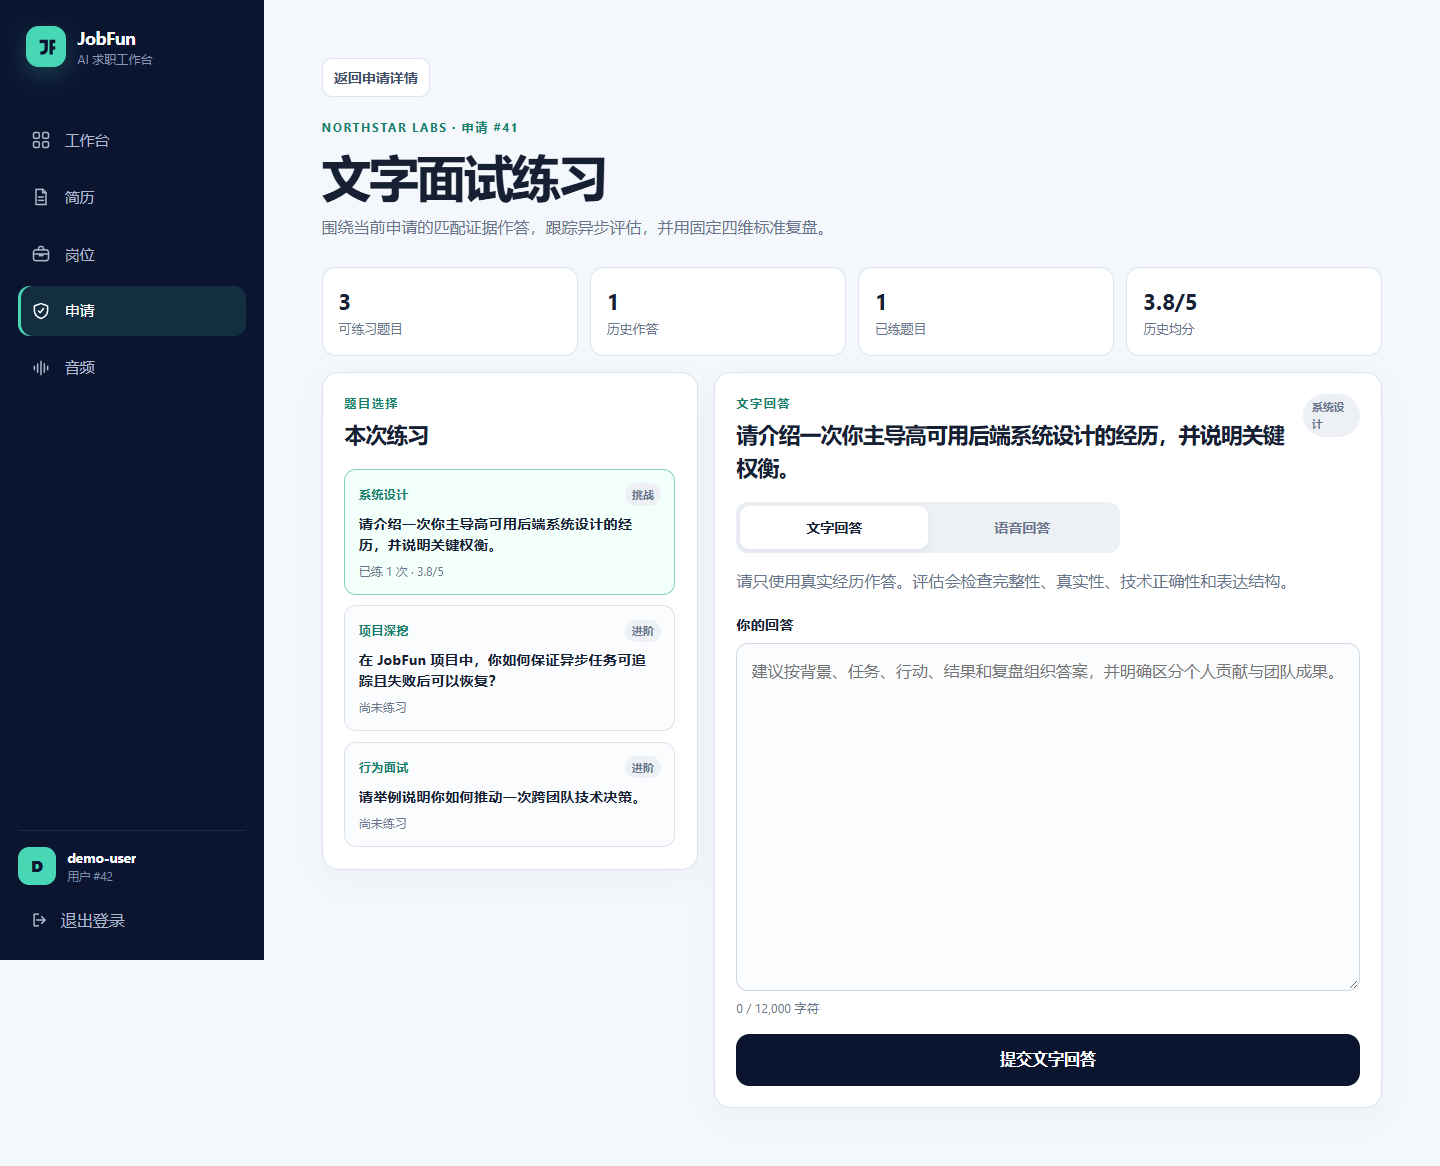 JF
JobFun
AI 求职工作台
工作台
简历
岗位
申请
音频
D
demo-user
用户 #42
退出登录
返回申请详情
NORTHSTAR LABS · 申请 #41
文字面试练习
围绕当前申请的匹配证据作答，跟踪异步评估，并用固定四维标准复盘。
3
可练习题目
1
历史作答
1
已练题目
3.8/5
历史均分
题目选择
本次练习
系统设计
挑战
请介绍一次你主导高可用后端系统设计的经
历，并说明关键权衡。
已练 1 次 · 3.8/5
项目深挖
进阶
在 JobFun 项目中，你如何保证异步任务可追
踪且失败后可以恢复？
尚未练习
行为面试
进阶
请举例说明你如何推动一次跨团队技术决策。
尚未练习
文字回答
请介绍一次你主导高可用后端系统设计的经历，并说明关键
权衡。
系统设
计
文字回答
语音回答
请只使用真实经历作答。评估会检查完整性、真实性、技术正确性和表达结构。
你的回答
建议按背景、任务、行动、结果和复盘组织答案，并明确区分个人贡献与团队成果。
0 / 12,000 字符
提交文字回答